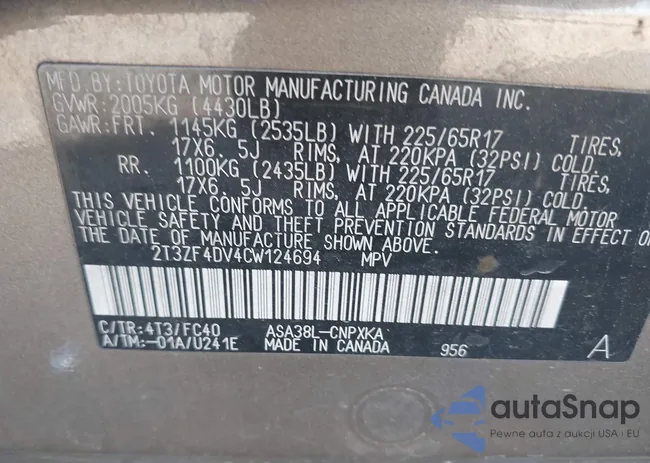 MFD.BY:TOYOTA MOTOR MANUFACTURING CANADA INC.
GVWR:2005KG (4430LB)
GAWR:FRT. 1145KG (2535LB) WITH 225/65R17 TIRES,
17X6. 5J RIMS, AT 220KPA (32PSI) COLD
RR. 1100KG (2435LB) WITH 225/65R17 TIRES,
17X6. 5J RIMS, AT 220KPA (32PSI) COLD.
THIS VEHICLE CONFORMS TO ALL APPLICABLE FEDERAL MOTOR
VEHICLE SAFETY AND THEFT PREVENTION STANDARDS IN EFFECT
THE DATE OF MANUFACTURE SHOWN ABOVE.
2T3ZF4DV4CW124694 MPV
C/TR:4T3/FC40 ASA38L-CNPXKA
A/TM:-01A/U241E MADE IN CANADA 956 A
autoSnap
Pewne auta z aukcji USA i EU